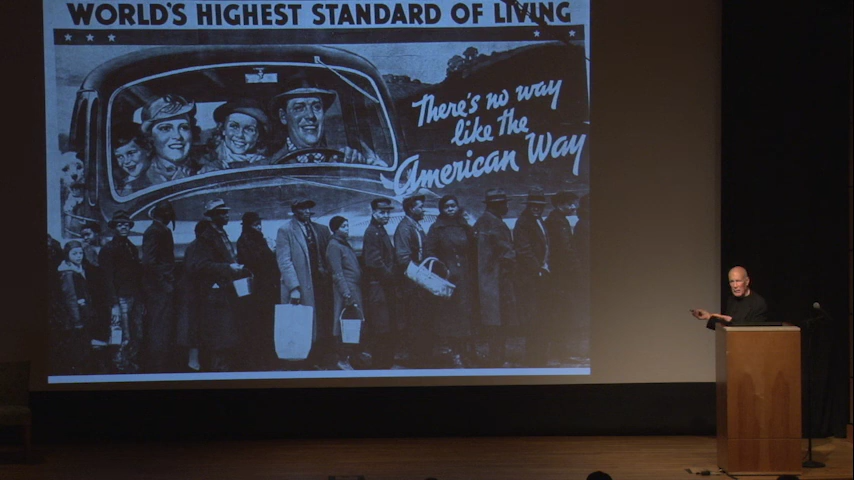 WORLD'S HIGHEST STANDARD OF LIVING
There's no way
like the
American Way